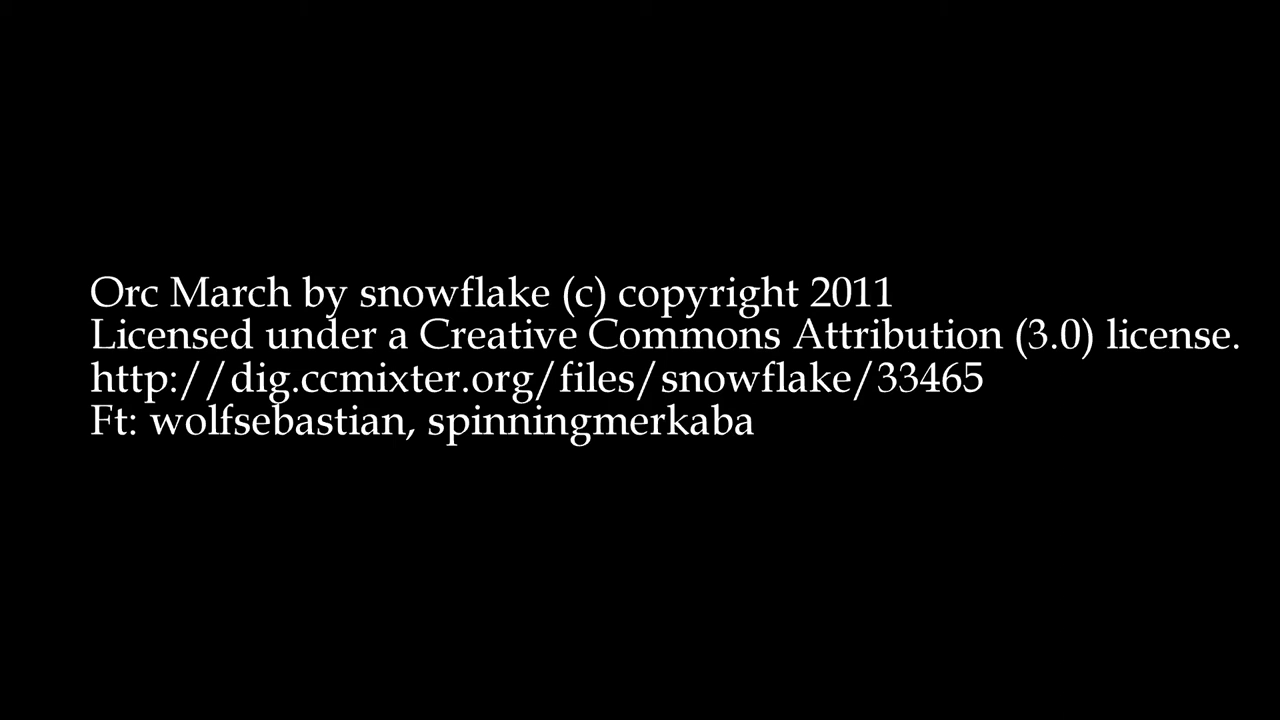 Orc March by snowflake (c) copyright 2011
Licensed under a Creative Commons Attribution (3.0) license.
http://dig.ccmixter.org/files/snowflake/33465
Ft: wolfsebastian, spinningmerkaba